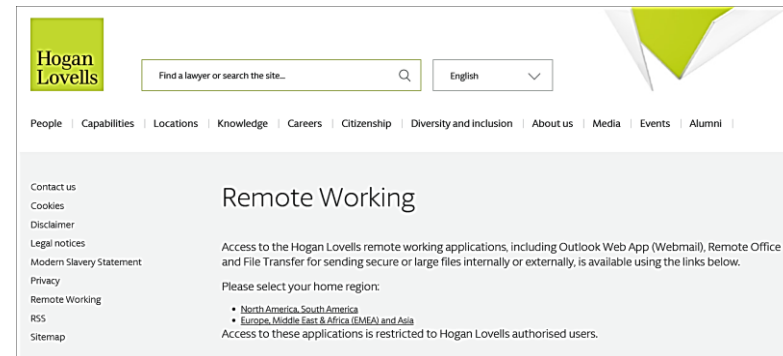 Hogan
Lovells
Find a lawyer or search the site...
English
People | Capabilities | Locations | Knowledge | Careers | Citizenship | Diversity and inclusion | About us | Media | Events | Alumni |
Contact us
Cookies
Disclaimer
Legal notices
Modern Slavery Statement
Privacy
Remote Working
RSS
Sitemap
Remote Working
Access to the Hogan Lovells remote working applications, including Outlook Web App (Webmail), Remote Office
and File Transfer for sending secure or large files internally or externally, is available using the links below.
Please select your home region:
• North America, South America
• Europe, Middle East & Africa (EMEA) and Asia
Access to these applications is restricted to Hogan Lovells authorised users.